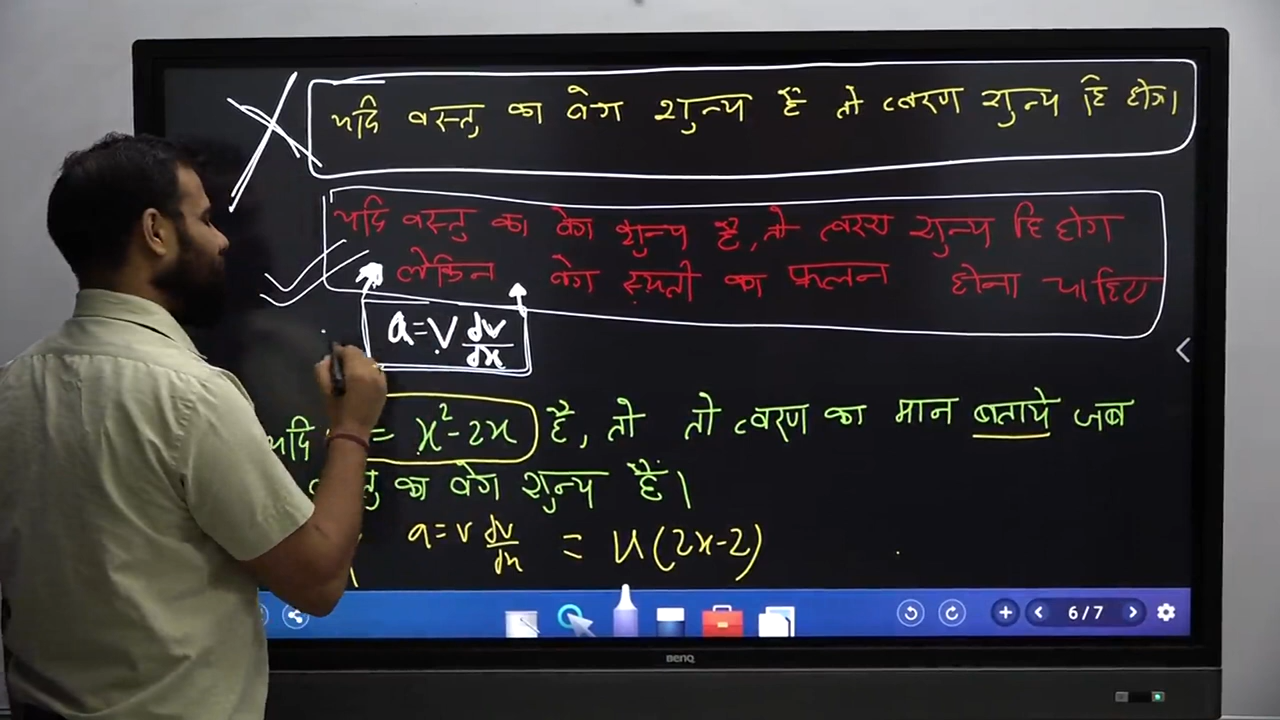 यदि वस्तु का वेग शुन्य है तो त्वरण शुन्य हि होगा।
यदि वस्तु का वेग शुन्य है, तो त्वरण शुन्य हि होग
लेकिन वेग स्थिती का फलन होना चाहिए
a=v dv/dx
यदि = x²-2x है, तो तो त्वरण का मान बताये जब
का वेग शुन्य है।
a=v dv/dx = u(2x-2)
6/7
BENQ